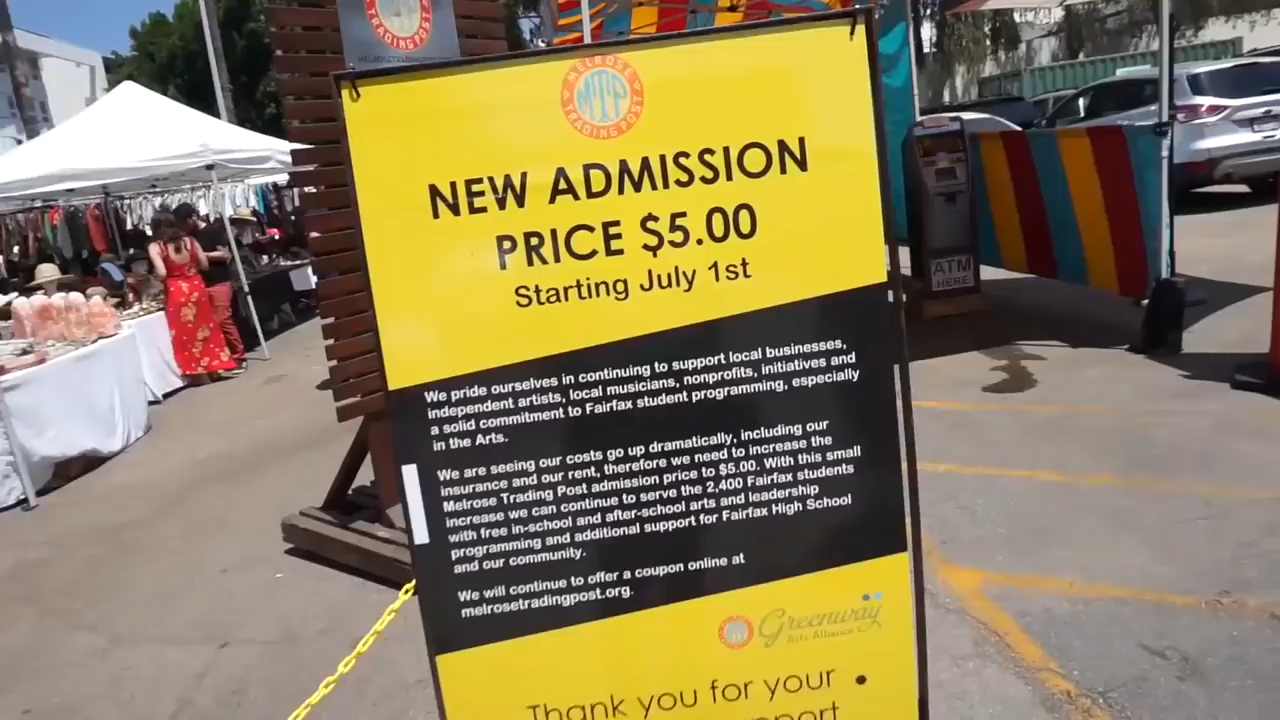 TRADING POST
MELROSE
MTP
TRADING POST
NEW ADMISSION
PRICE $5.00
Starting July 1st
We pride ourselves in continuing to support local businesses,
independent artists, local musicians, nonprofits, initiatives and
a solid commitment to Fairfax student programming, especially
in the Arts.
We are seeing our costs go up dramatically, including our
insurance and our rent, therefore we need to increase the
Melrose Trading Post admission price to $5.00. With this small
increase we can continue to serve the 2,400 Fairfax students
with free in-school and after-school arts and leadership
programming and additional support for Fairfax High School
and our community.
We will continue to offer a coupon online at
melrosetradingpost.org.
Greenway
Arts Alliance
Thank you for your
ATM
HERE